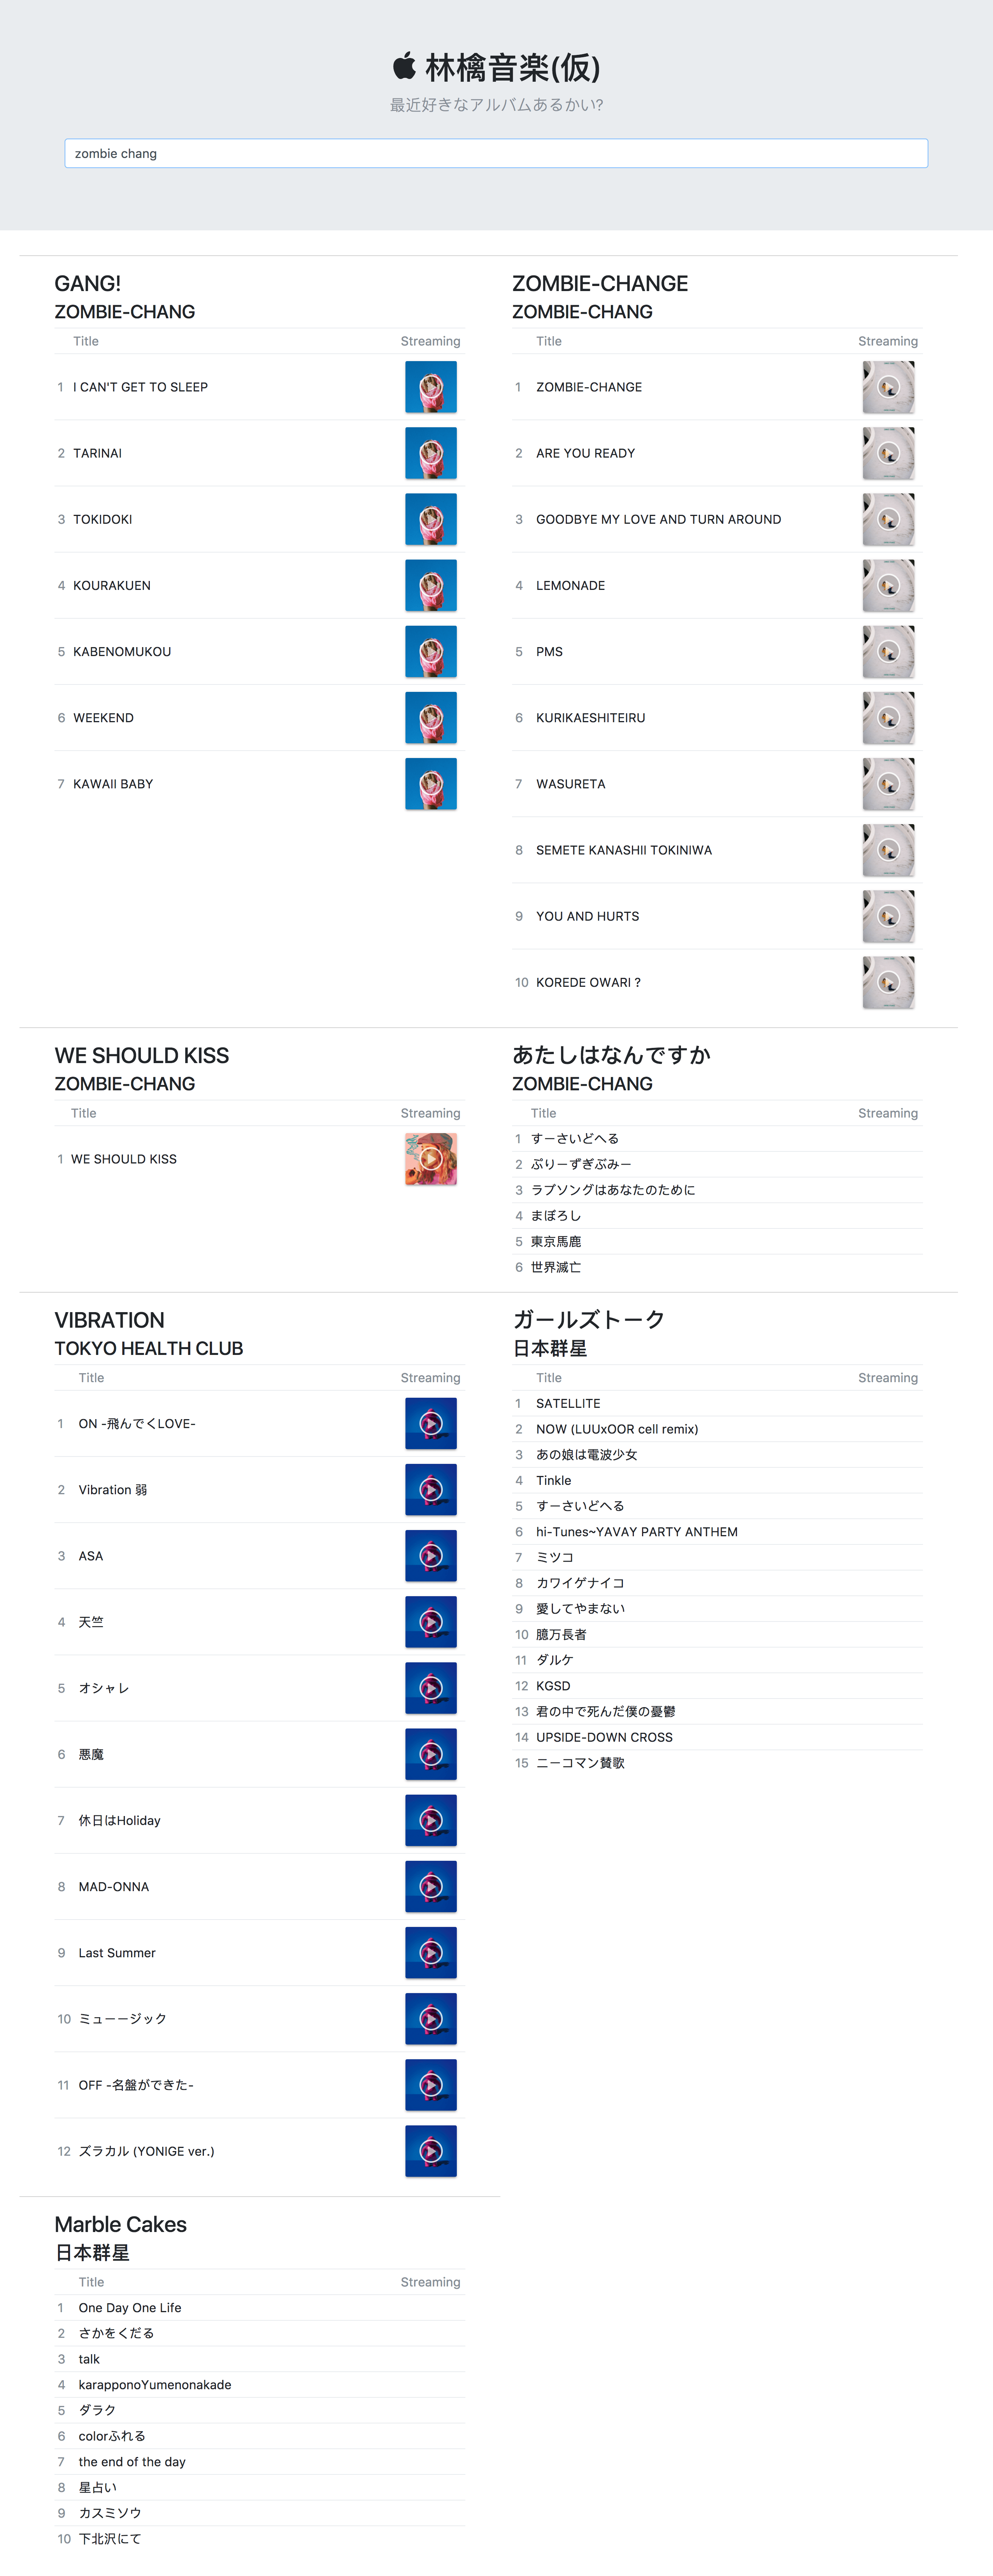 林檎音楽(仮)
最近好きなアルバムあるかい?
zombie chang
GANG!
ZOMBIE-CHANG
Title Streaming
1 I CAN'T GET TO SLEEP
2 TARINAI
3 TOKIDOKI
4 KOURAKUEN
5 KABENOMUKOU
6 WEEKEND
7 KAWAII BABY
ZOMBIE-CHANGE
ZOMBIE-CHANG
Title Streaming
1 ZOMBIE-CHANGE
2 ARE YOU READY
3 GOODBYE MY LOVE AND TURN AROUND
4 LEMONADE
5 PMS
6 KURIKAESHITEIRU
7 WASURETA
8 SEMETE KANASHII TOKINIWA
9 YOU AND HURTS
10 KOREDE OWARI ?
WE SHOULD KISS
ZOMBIE-CHANG
Title Streaming
1 WE SHOULD KISS
あたしはなんですか
ZOMBIE-CHANG
Title Streaming
1 すーさいどへる
2 ぷりーずぎぶみー
3 ラブソングはあなたのために
4 まぼろし
5 東京馬鹿
6 世界滅亡
VIBRATION
TOKYO HEALTH CLUB
Title Streaming
1 ON -飛んでくLOVE-
2 Vibration 弱
3 ASA
4 天竺
5 オシャレ
6 悪魔
7 休日はHoliday
8 MAD-ONNA
9 Last Summer
10 ミューージック
11 OFF -名盤ができた-
12 ズラカル (YONIGE ver.)
ガールズトーク
日本群星
Title Streaming
1 SATELLITE
2 NOW (LUUxOOR cell remix)
3 あの娘は電波少女
4 Tinkle
5 すーさいどへる
6 hi-Tunes~YAVAY PARTY ANTHEM
7 ミツコ
8 カワイゲナイコ
9 愛してやまない
10 臆万長者
11 ダルケ
12 KGSD
13 君の中で死んだ僕の憂鬱
14 UPSIDE-DOWN CROSS
15 ニーコマン賛歌
Marble Cakes
日本群星
Title Streaming
1 One Day One Life
2 さかをくだる
3 talk
4 karapponoYumenonakade
5 ダラク
6 colorふれる
7 the end of the day
8 星占い
9 カスミソウ
10 下北沢にて